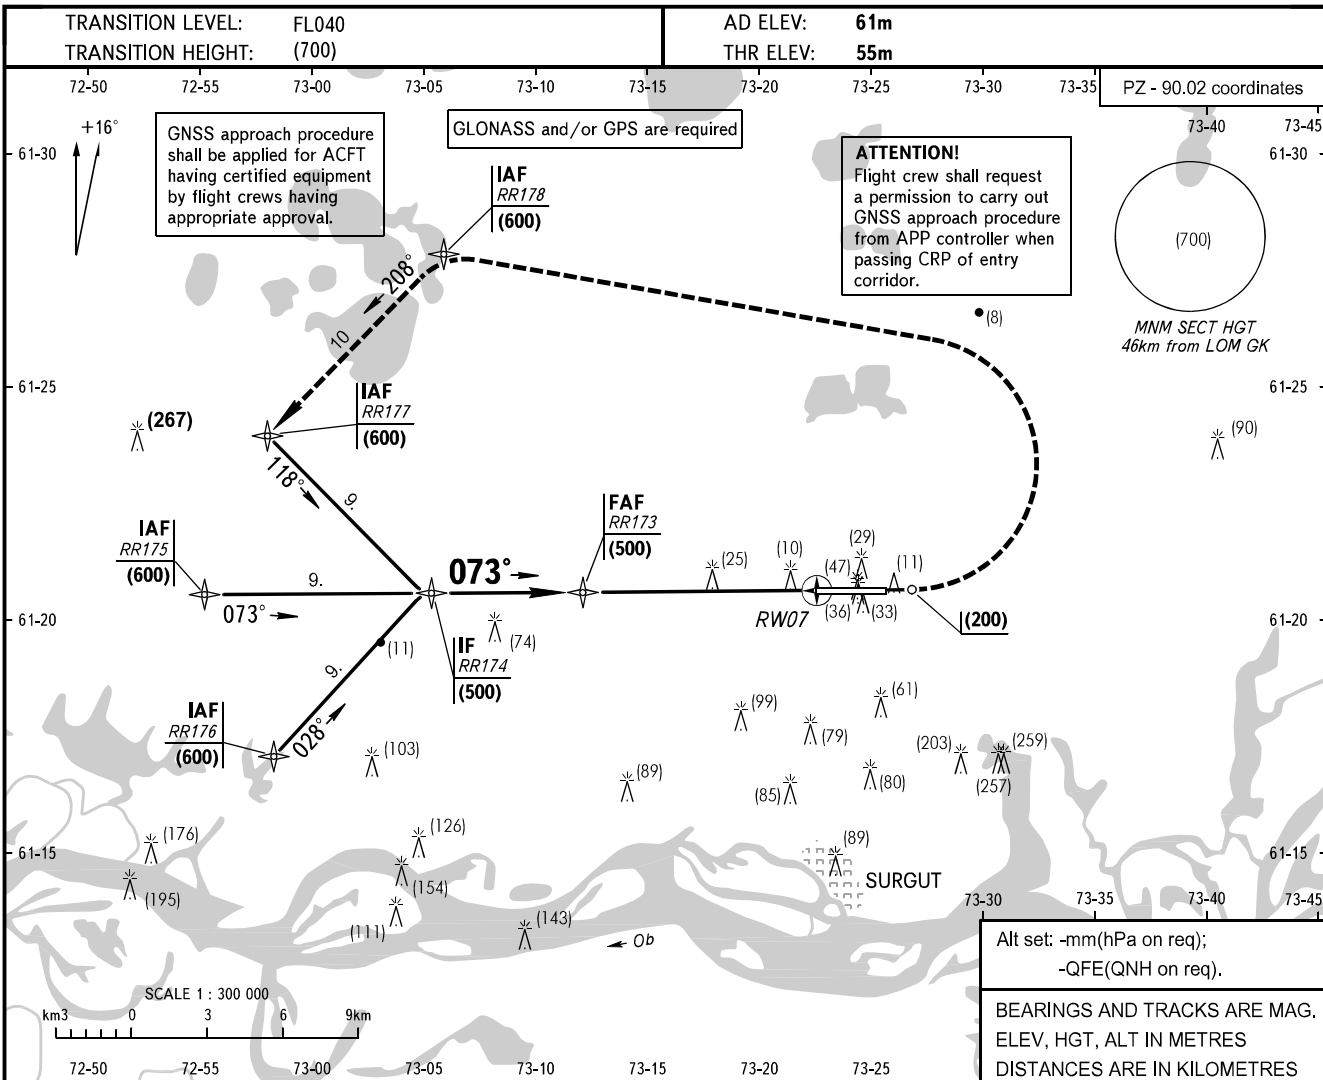 TRANSITION LEVEL: FL040
TRANSITION HEIGHT: (700)
AD ELEV: 61m
THR ELEV: 55m
72-50 72-55 73-00 73-05 73-10 73-15 73-20 73-25 73-30 73-35
PZ - 90.02 coordinates
73-40 73-45
+16°
GNSS approach procedure
shall be applied for ACFT
having certified equipment
by flight crews having
appropriate approval.
GLONASS and/or GPS are required
ATTENTION!
Flight crew shall request
a permission to carry out
GNSS approach procedure
from APP controller when
passing CRP of entry
corridor.
61-30 61-30
IAF
RR178
(600)
(700)
MNM SECT HGT
46km from LOM GK
208°
10
(8)
61-25 61-25
IAF
RR177
(600)
(267)
(90)
118°
9.
IAF
RR175
(600)
9.
073°
073°
FAF
RR173
(500)
(25)
(10)
(29)
(47)
(11)
(36)
(33)
RW07
(200)
61-20 61-20
(74)
(11)
9.
IF
RR174
(500)
IAF
RR176
(600)
028°
(103)
(99)
(61)
(79)
(203)
(259)
(257)
(89)
(85)
(80)
(176)
(126)
(89)
61-15 61-15
(195)
(154)
SURGUT
(111)
(143)
Ob
73-30 73-35 73-40 73-45
Alt set: -mm(hPa on req);
-QFE(QNH on req).
SCALE 1 : 300 000
km3 0 3 6 9km
BEARINGS AND TRACKS ARE MAG.
ELEV, HGT, ALT IN METRES
DISTANCES ARE IN KILOMETRES
72-50 72-55 73-00 73-05 73-10 73-15 73-20 73-25